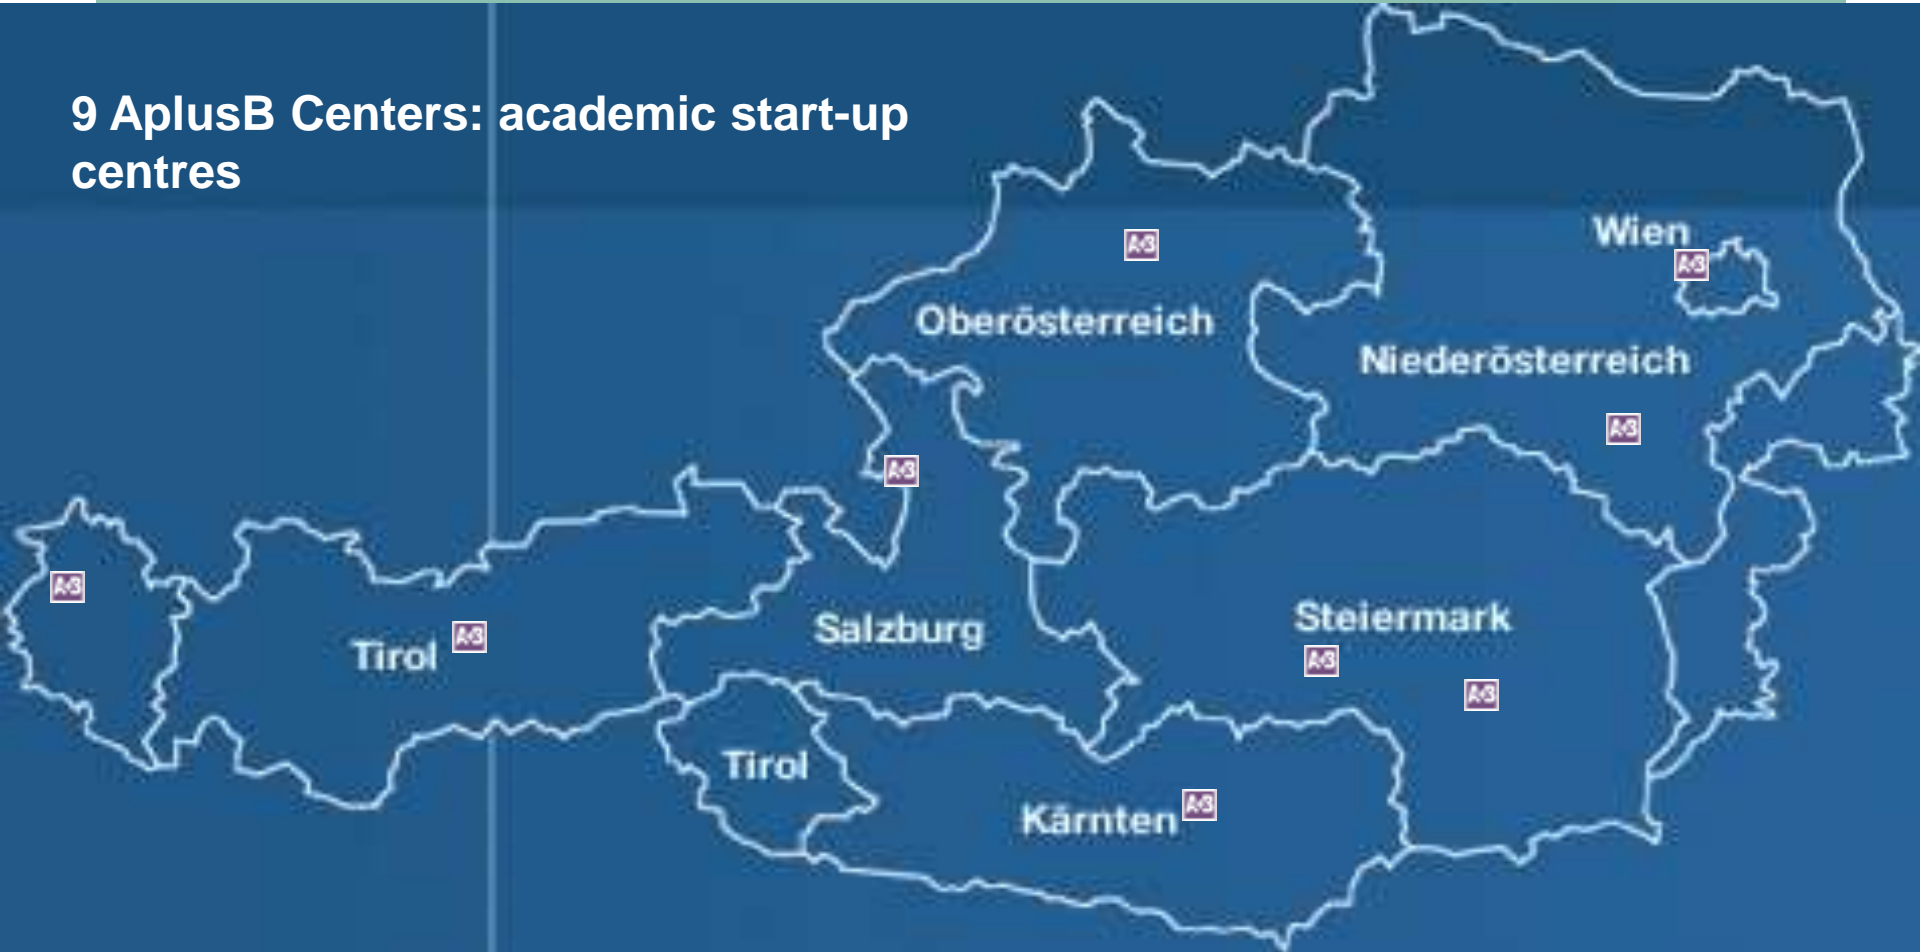 9 AplusB Centers: academic start-up
centres
Wien
A+B
Oberösterreich
A+B
Niederösterreich
A+B
A+B
A+B
Tirol
A+B
Salzburg
Steiermark
A+B
A+B
Tirol
Kärnten
A+B